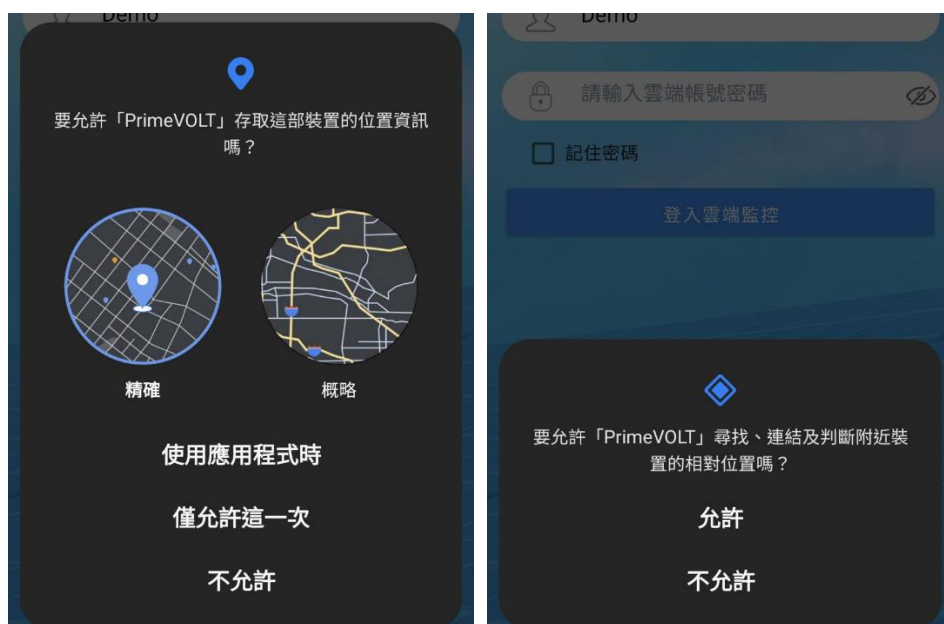 Demo
要允許「PrimeVOLT」存取這部裝置的位置資訊
嗎？
精確
概略
使用應用程式時
僅允許這一次
不允許
Demo
請輸入雲端帳號密碼
記住密碼
登入雲端監控
要允許「PrimeVOLT」尋找、連結及判斷附近裝
置的相對位置嗎？
允許
不允許